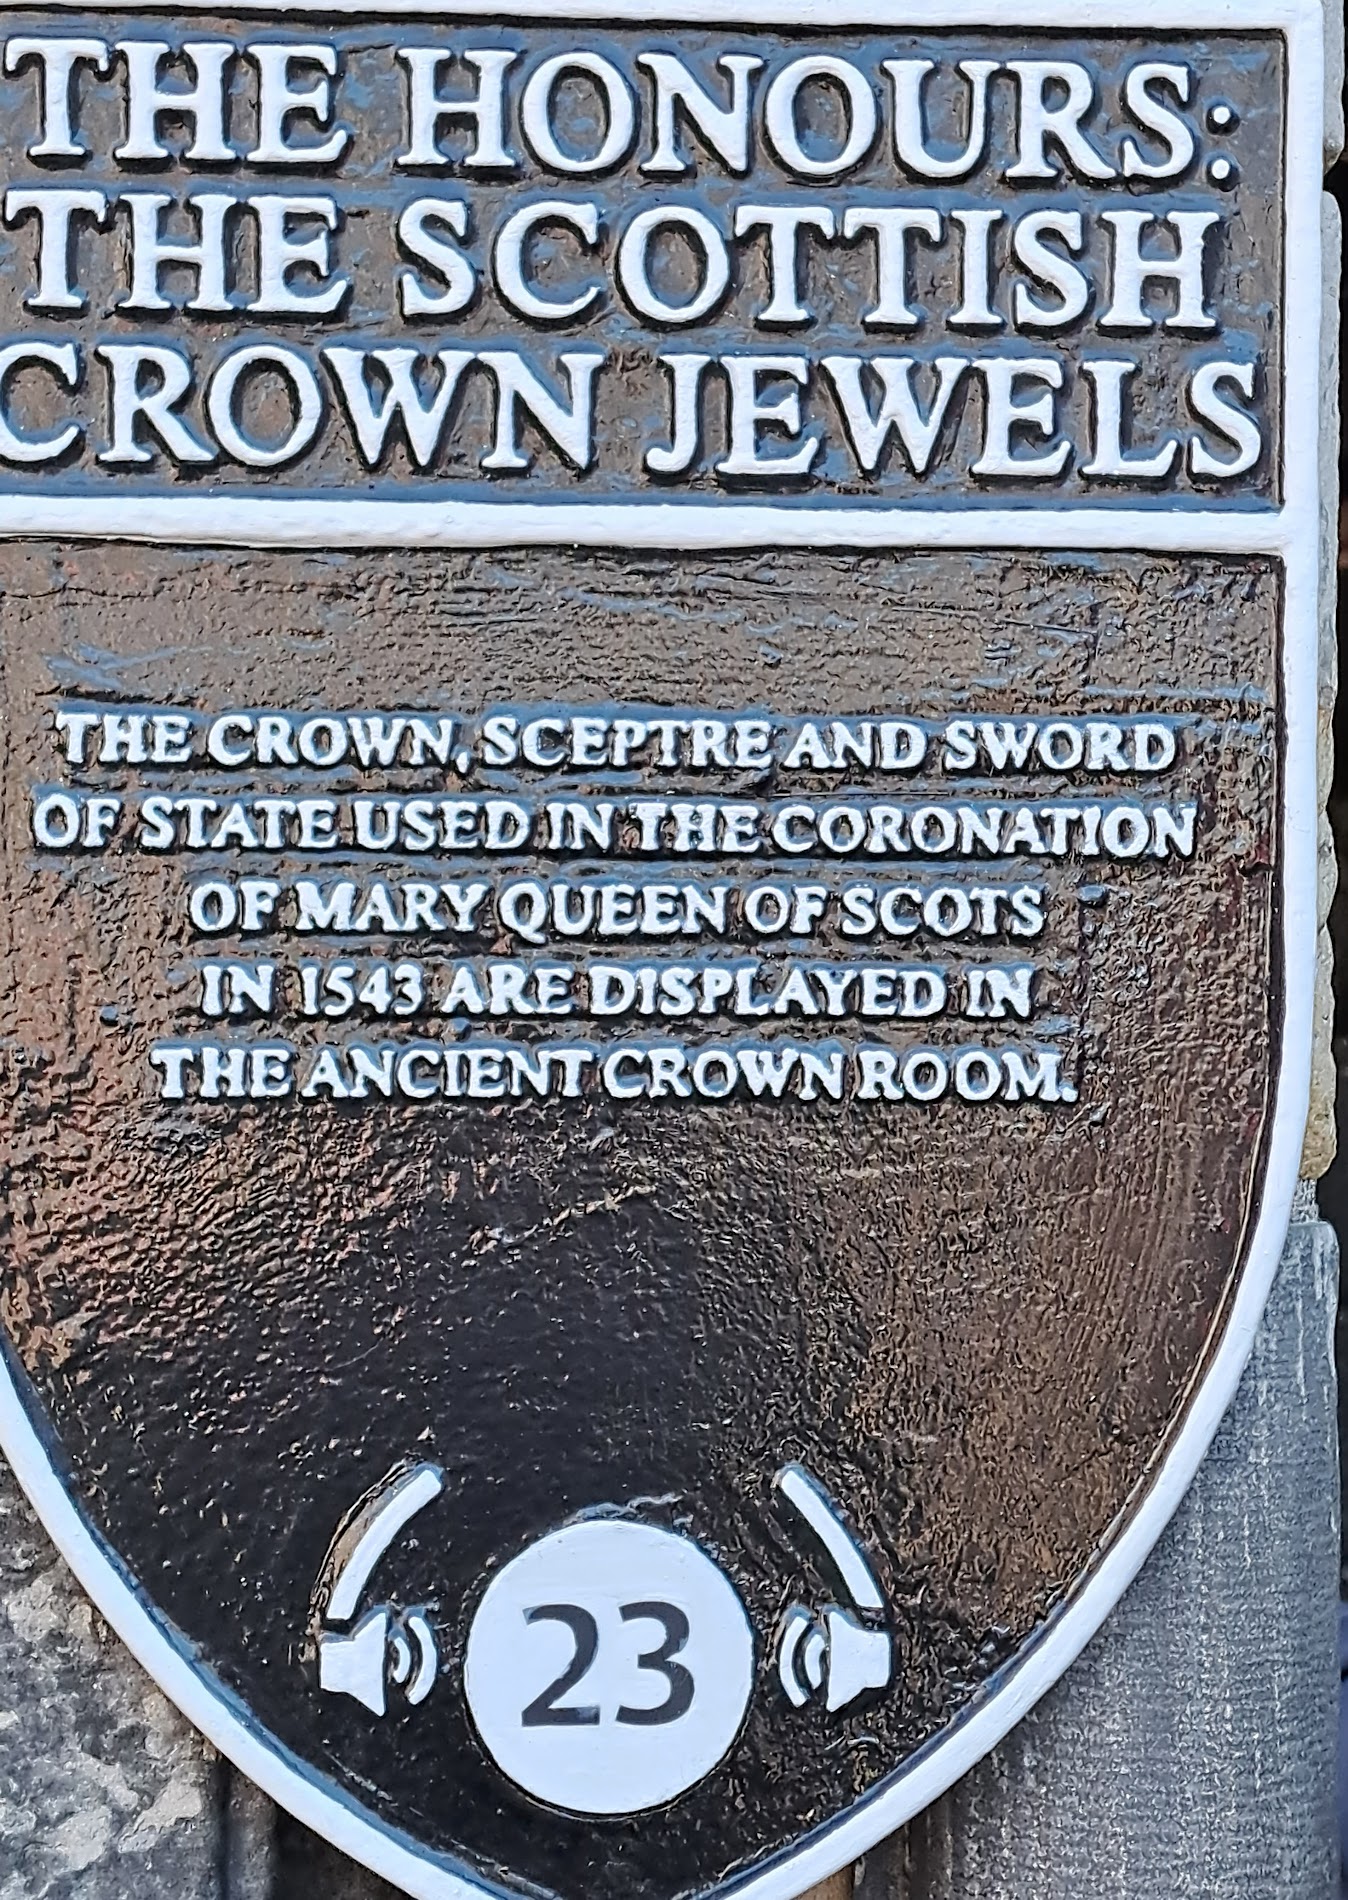 THE HONOURS:
THE SCOTTISH
CROWN JEWELS
THE CROWN, SCEPTRE AND SWORD
OF STATE USED IN THE CORONATION
OF MARY QUEEN OF SCOTS
IN 1543 ARE DISPLAYED IN
THE ANCIENT CROWN ROOM.
23